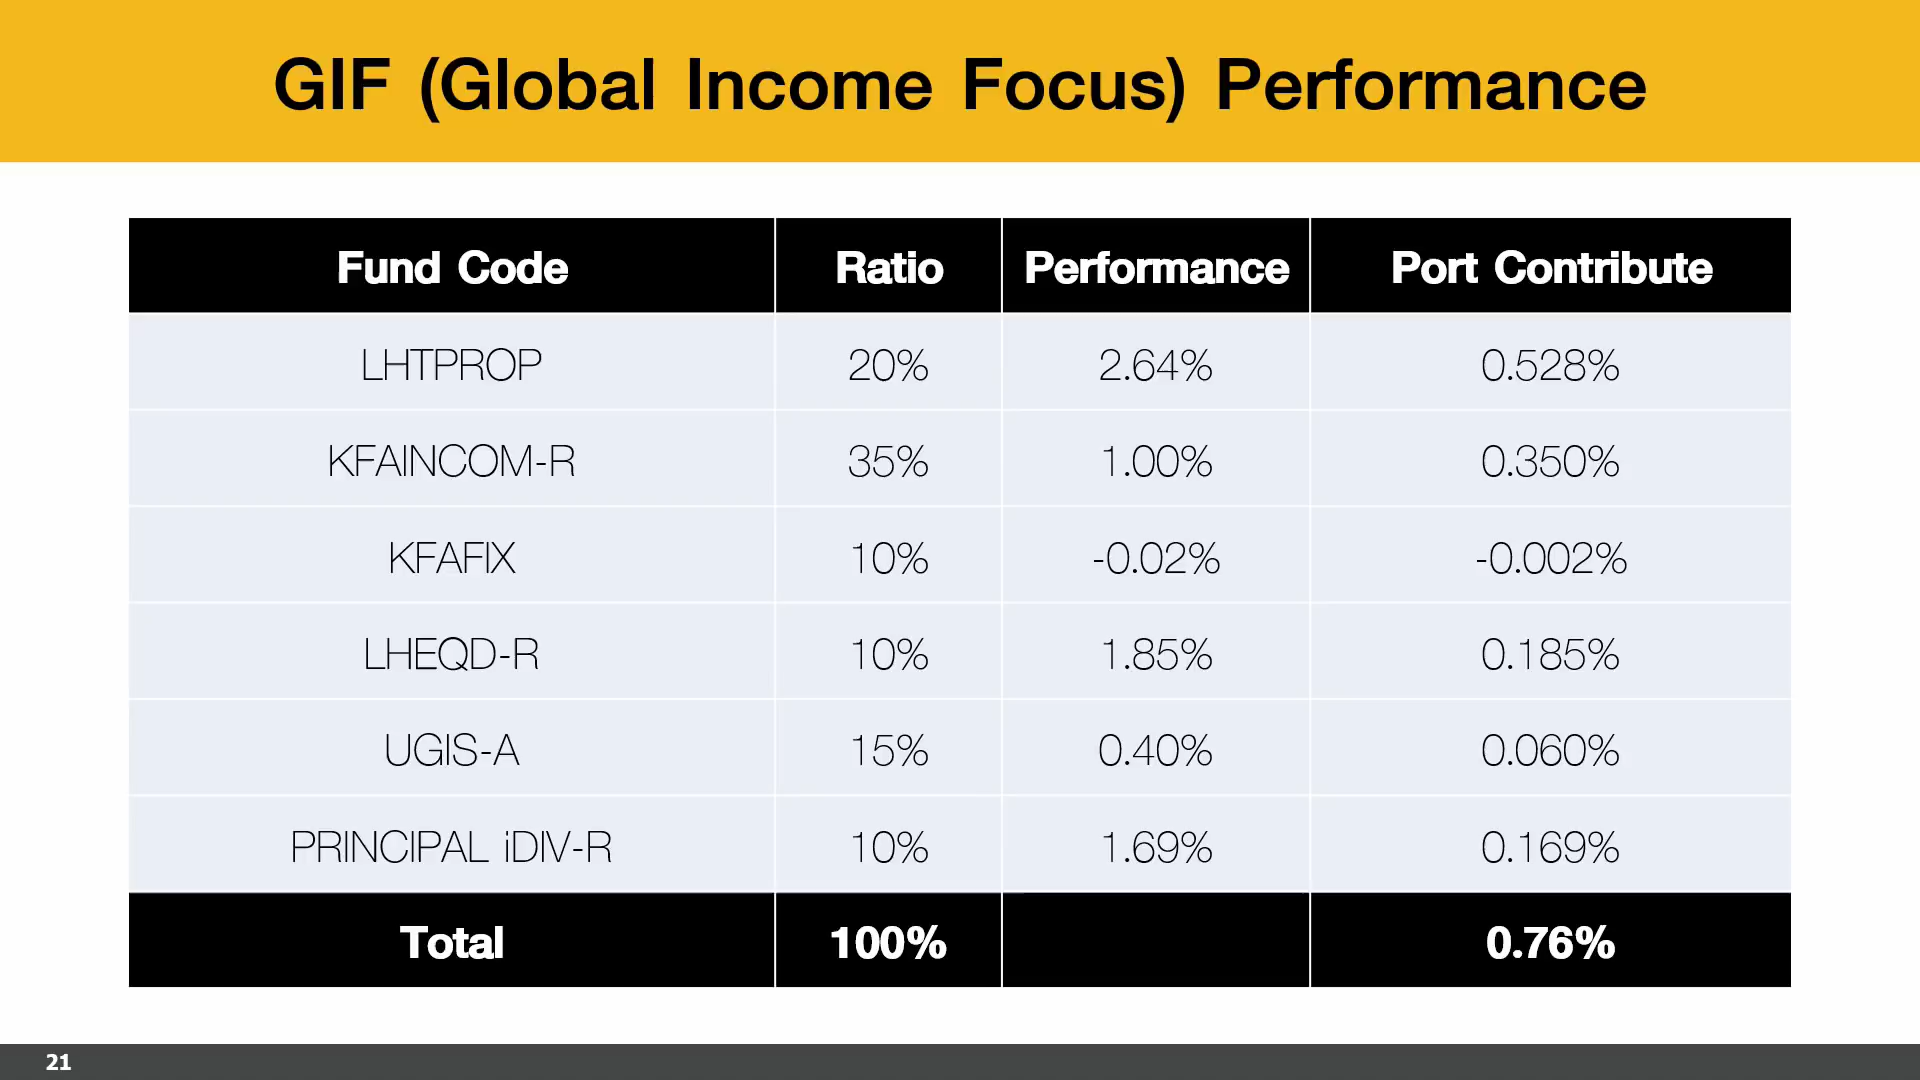 GIF (Global Income Focus) Performance
Fund Code Ratio Performance Port Contribute
LHTPROP 20% 2.64% 0.528%
KFAINCOM-R 35% 1.00% 0.350%
KFAFIX 10% -0.02% -0.002%
LHEQD-R 10% 1.85% 0.185%
UGIS-A 15% 0.40% 0.060%
PRINCIPAL iDIV-R 10% 1.69% 0.169%
Total 100% 0.76%
21